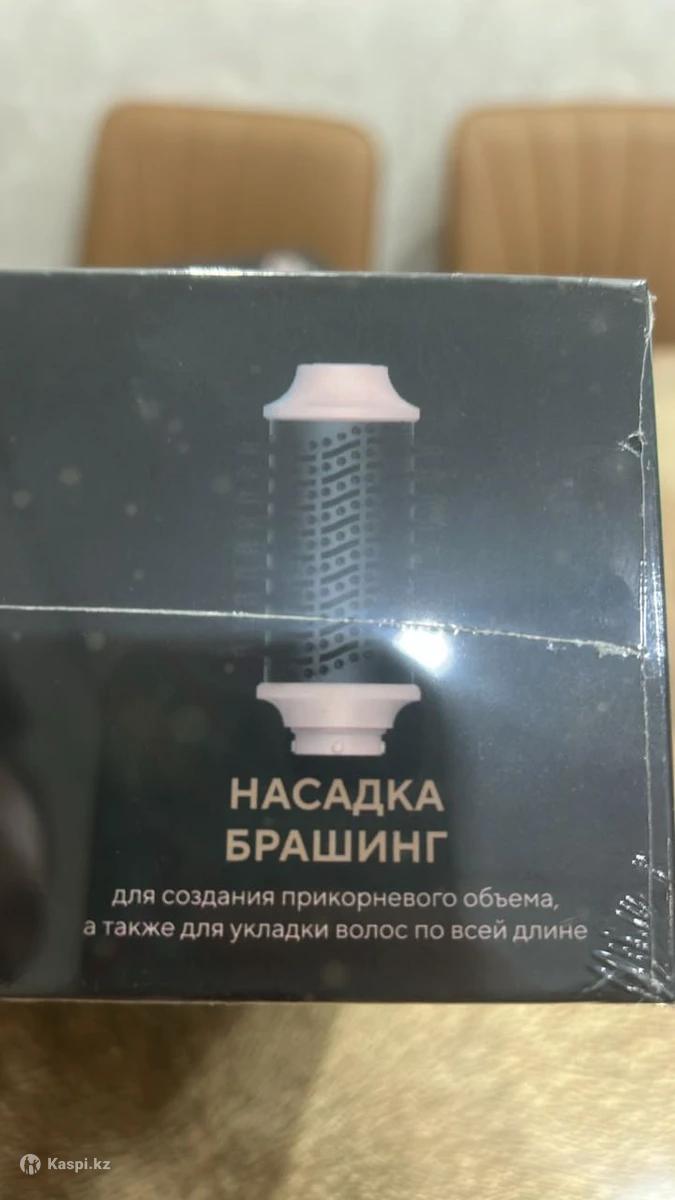 НАСАДКА
БРАШИНГ
для создания прикорневого объема,
а также для укладки волос по всей длине
Kaspi.kz